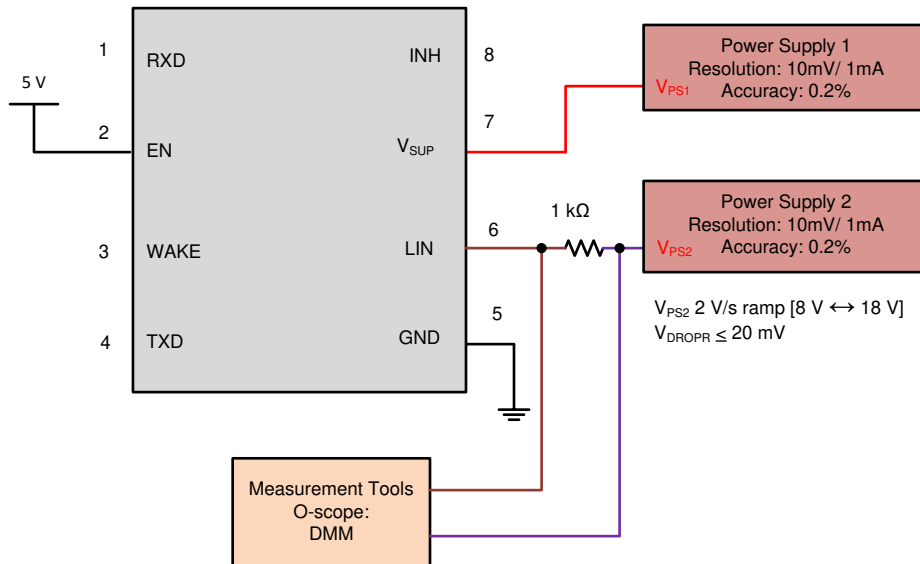 1
RXD
INH
8
Power Supply 1
Resolution: 10mV/ 1mA
Accuracy: 0.2%
VPS1
5 V
2
EN
VSUP
7
Power Supply 2
Resolution: 10mV/ 1mA
Accuracy: 0.2%
VPS2
1 kΩ
3
WAKE
LIN
6
VPS2 2 V/s ramp [8 V ↔ 18 V]
VDROPR ≤ 20 mV
4
TXD
GND
5
Measurement Tools
O-scope:
DMM